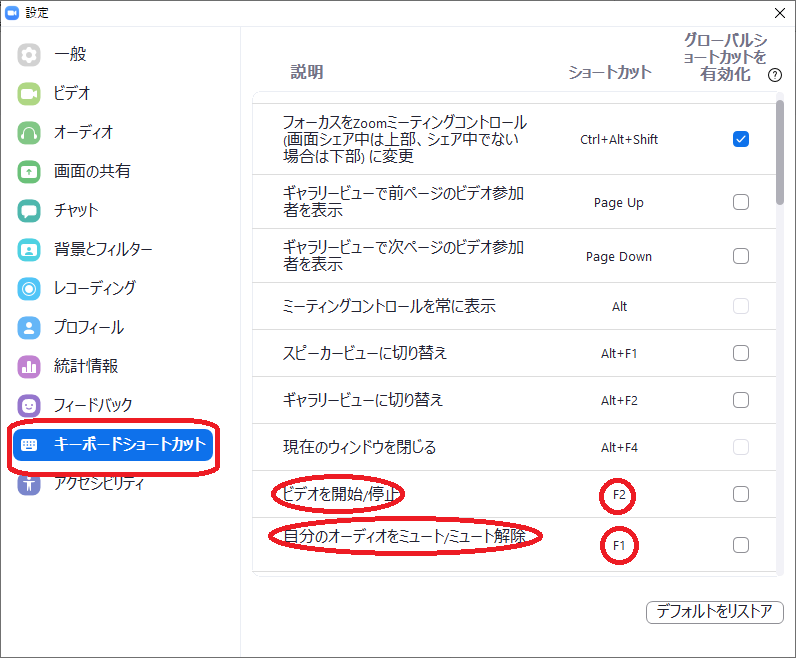 設定
一般
ビデオ
オーディオ
画面の共有
チャット
背景とフィルター
レコーディング
プロフィール
統計情報
フィードバック
キーボードショートカット
アクセシビリティ
説明
ショートカット
グローバルシ
ョートカットを
有効化
フォーカスをZoomミーティングコントロール
(画面シェア中は上部、シェア中でない
場合は下部) に変更
Ctrl+Alt+Shift
ギャラリービューで前ページのビデオ参加
者を表示
Page Up
ギャラリービューで次ページのビデオ参加
者を表示
Page Down
ミーティングコントロールを常に表示
Alt
スピーカービューに切り替え
Alt+F1
ギャラリービューに切り替え
Alt+F2
現在のウィンドウを閉じる
Alt+F4
ビデオを開始/停止
F2
自分のオーディオをミュート/ミュート解除
F1
デフォルトをリストア